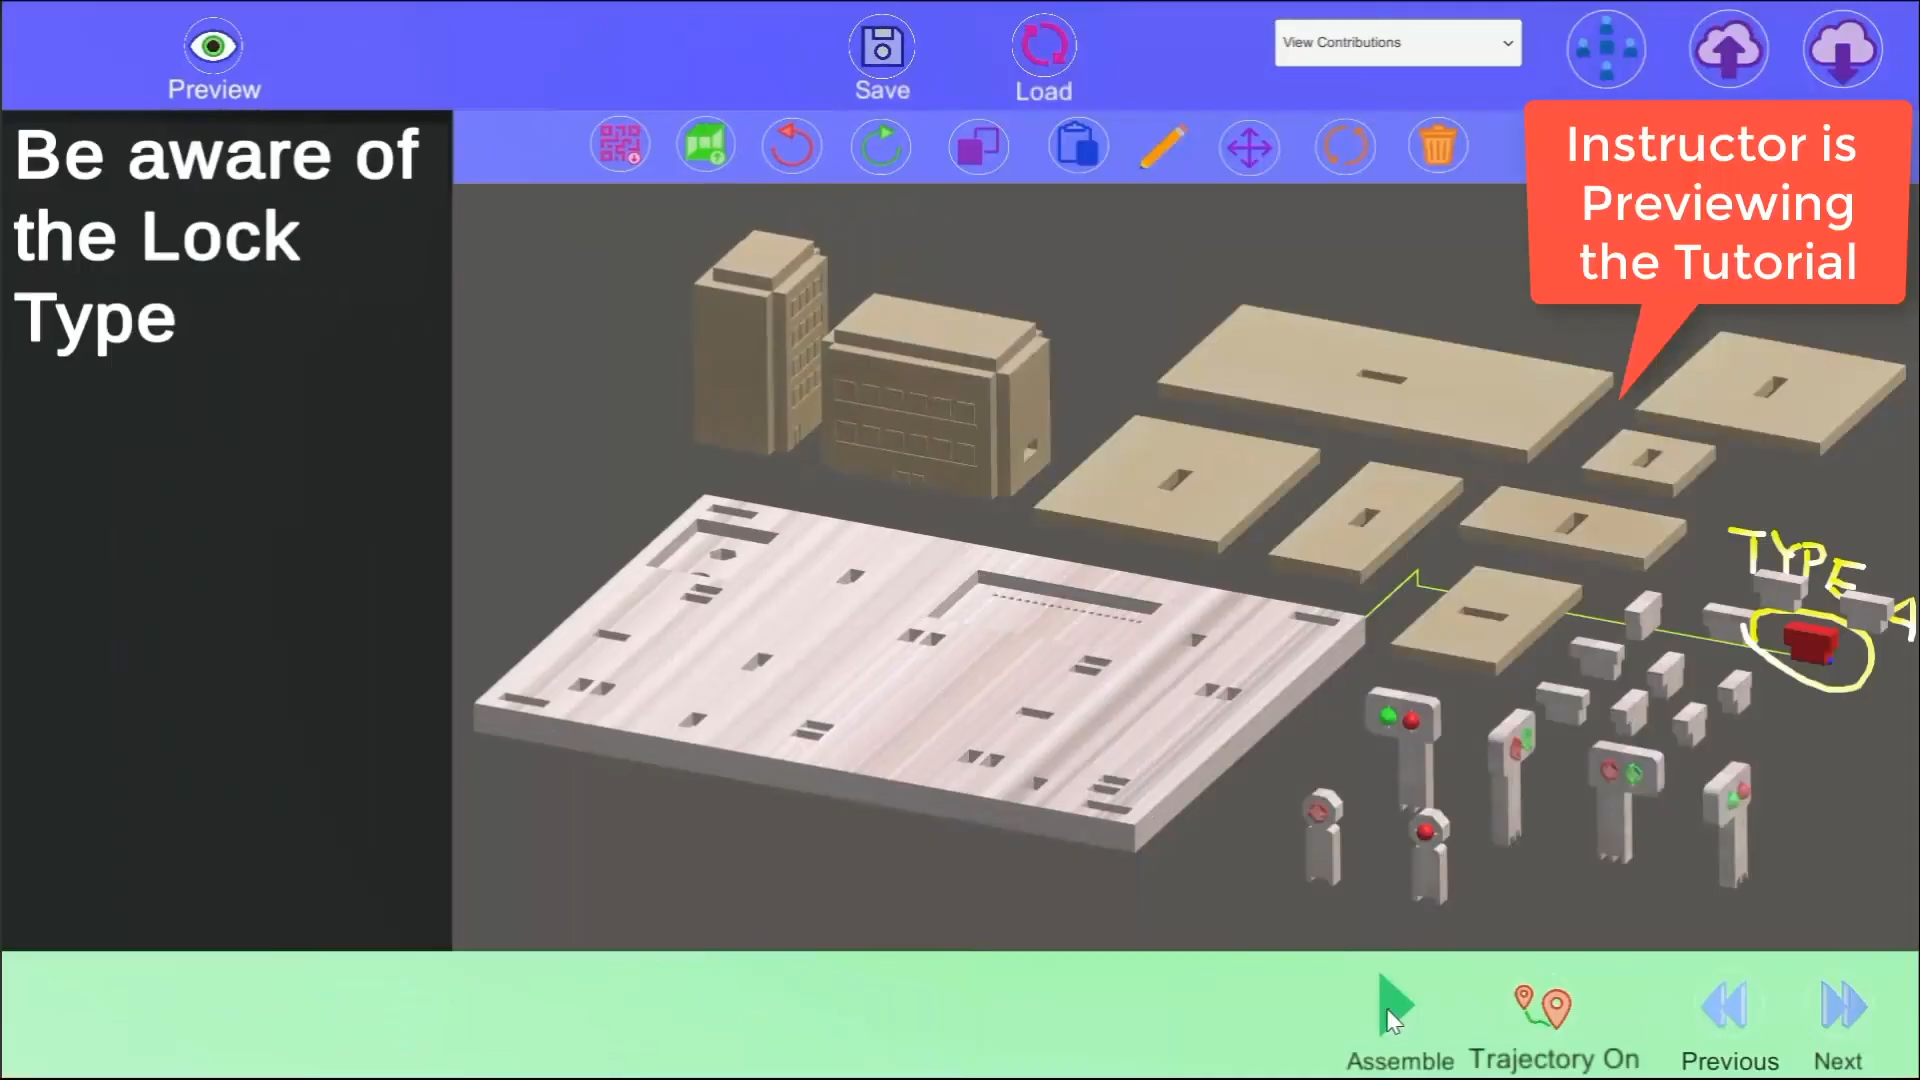 Preview
Save
Load
View Contributions
Be aware of
the Lock
Type
Instructor is
Previewing
the Tutorial
TYPE
Assemble
Trajectory On
Previous
Next